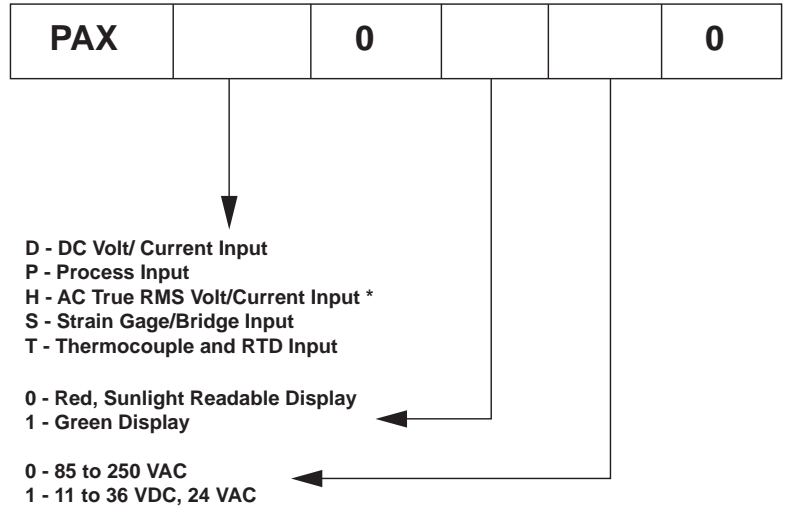 PAX 0 0
D - DC Volt/ Current Input
P - Process Input
H - AC True RMS Volt/Current Input *
S - Strain Gage/Bridge Input
T - Thermocouple and RTD Input
0 - Red, Sunlight Readable Display
1 - Green Display
0 - 85 to 250 VAC
1 - 11 to 36 VDC, 24 VAC